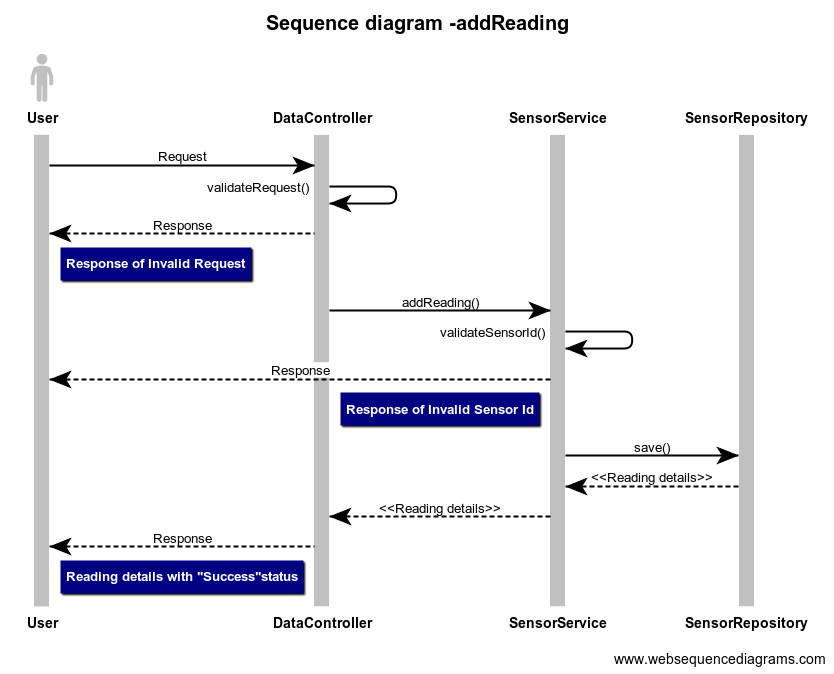 Sequence diagram -addReading
User DataController SensorService SensorRepository
Request
validateRequest()
Response
Response of Invalid Request
addReading()
validateSensorId()
Response
Response of Invalid Sensor Id
save()
<<Reading details>>
<<Reading details>>
Response
Reading details with "Success"status
User DataController SensorService SensorRepository
www.websequencediagrams.com